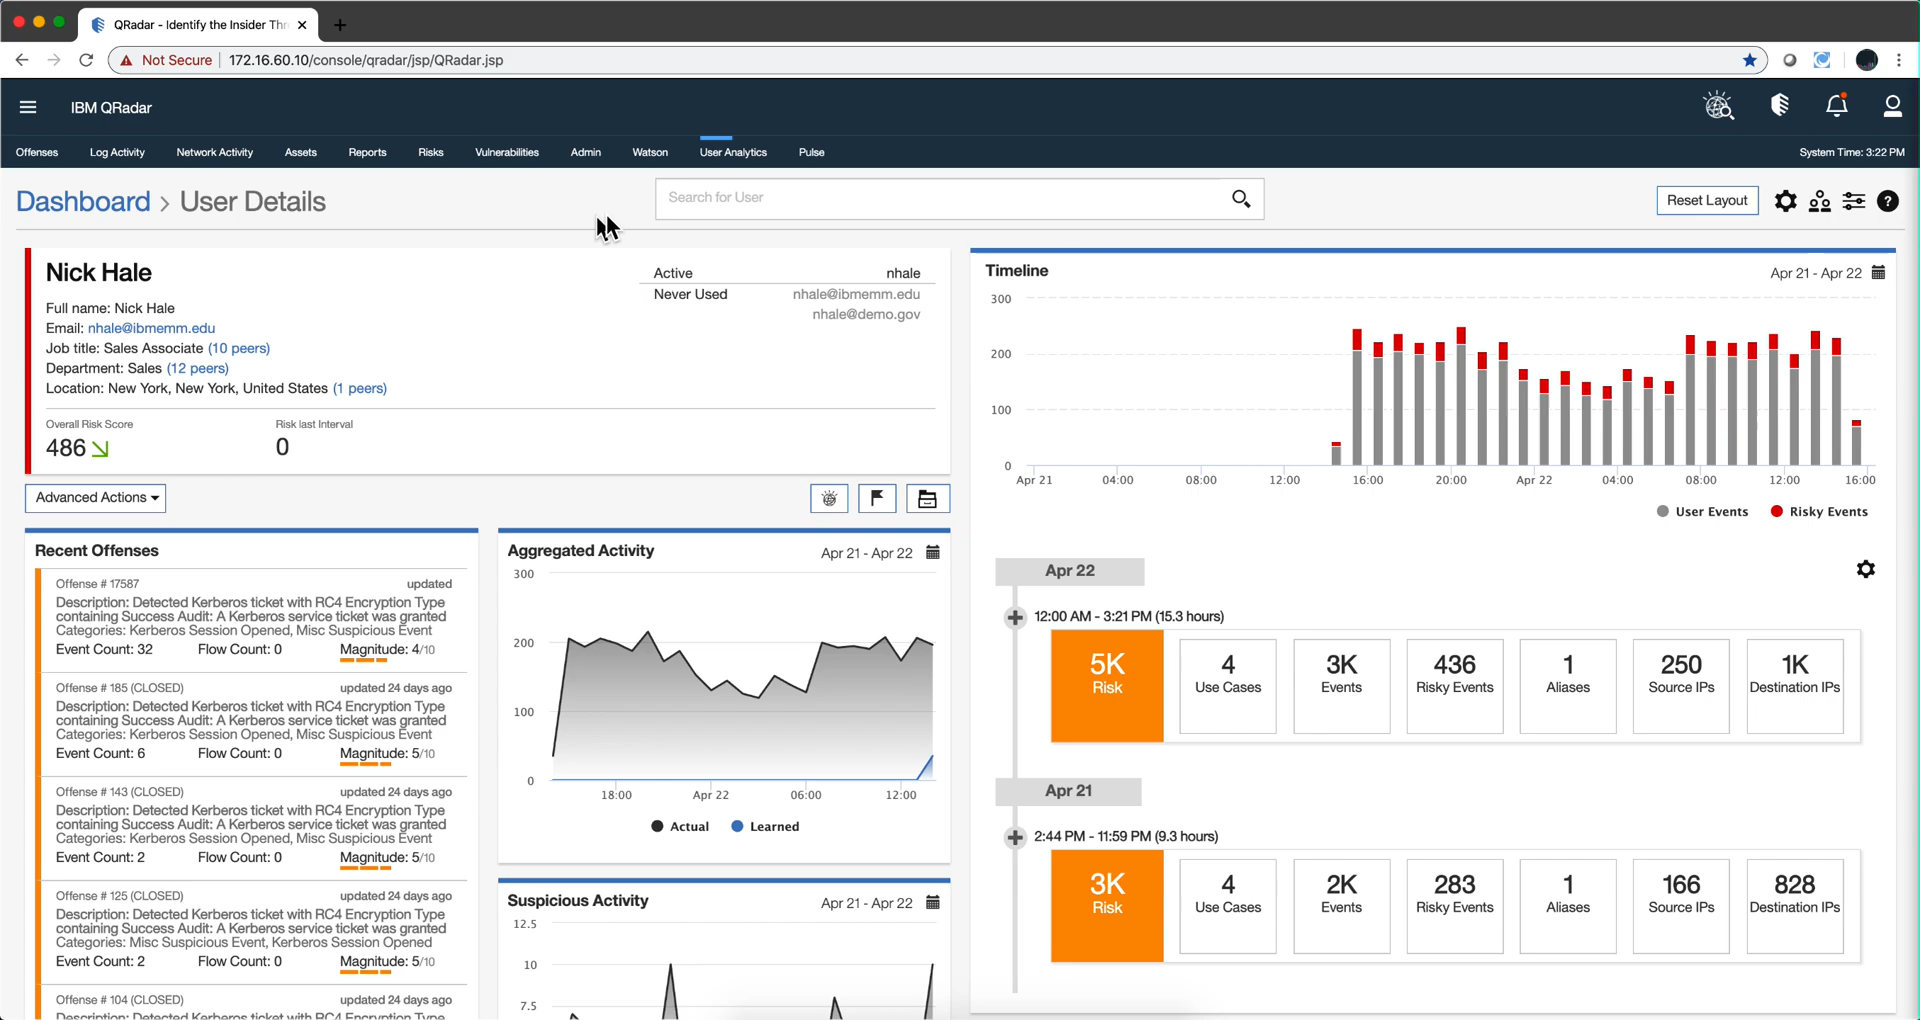 QRadar - Identify the Insider Thr
Not Secure 172.16.60.10/console/qradar/jsp/QRadar.jsp
IBM QRadar
Offenses Log Activity Network Activity Assets Reports Risks Vulnerabilities Admin Watson User Analytics Pulse System Time: 3:22 PM
Dashboard > User Details
Search for User
Reset Layout
Nick Hale
Full name: Nick Hale
Email: nhale@ibmemm.edu
Job title: Sales Associate (10 peers)
Department: Sales (12 peers)
Location: New York, New York, United States (1 peers)
Active nhale
Never Used nhale@ibmemm.edu
nhale@demo.gov
Overall Risk Score Risk last Interval
486 0
Advanced Actions
Recent Offenses
Offense # 17587 updated
Description: Detected Kerberos ticket with RC4 Encryption Type
containing Success Audit: A Kerberos service ticket was granted
Categories: Kerberos Session Opened, Misc Suspicious Event
Event Count: 32 Flow Count: 0 Magnitude: 4/10
Offense # 185 (CLOSED) updated 24 days ago
Description: Detected Kerberos ticket with RC4 Encryption Type
containing Success Audit: A Kerberos service ticket was granted
Categories: Kerberos Session Opened, Misc Suspicious Event
Event Count: 6 Flow Count: 0 Magnitude: 5/10
Offense # 143 (CLOSED) updated 24 days ago
Description: Detected Kerberos ticket with RC4 Encryption Type
containing Success Audit: A Kerberos service ticket was granted
Categories: Kerberos Session Opened, Misc Suspicious Event
Event Count: 2 Flow Count: 0 Magnitude: 5/10
Offense # 125 (CLOSED) updated 24 days ago
Description: Detected Kerberos ticket with RC4 Encryption Type
containing Success Audit: A Kerberos service ticket was granted
Categories: Misc Suspicious Event, Kerberos Session Opened
Event Count: 2 Flow Count: 0 Magnitude: 5/10
Offense # 104 (CLOSED) updated 24 days ago
Description: Detected Kerberos ticket with RC4 Encryption Type
Aggregated Activity Apr 21 - Apr 22
300
200
100
0
18:00 Apr 22 06:00 12:00
Actual Learned
Suspicious Activity Apr 21 - Apr 22
12.5
10
7.5
Timeline Apr 21 - Apr 22
300
200
100
0
Apr 21 04:00 08:00 12:00 16:00 20:00 Apr 22 04:00 08:00 12:00 16:00
User Events Risky Events
Apr 22
12:00 AM - 3:21 PM (15.3 hours)
5K 4 3K 436 1 250 1K
Risk Use Cases Events Risky Events Aliases Source IPs Destination IPs
Apr 21
2:44 PM - 11:59 PM (9.3 hours)
3K 4 2K 283 1 166 828
Risk Use Cases Events Risky Events Aliases Source IPs Destination IPs